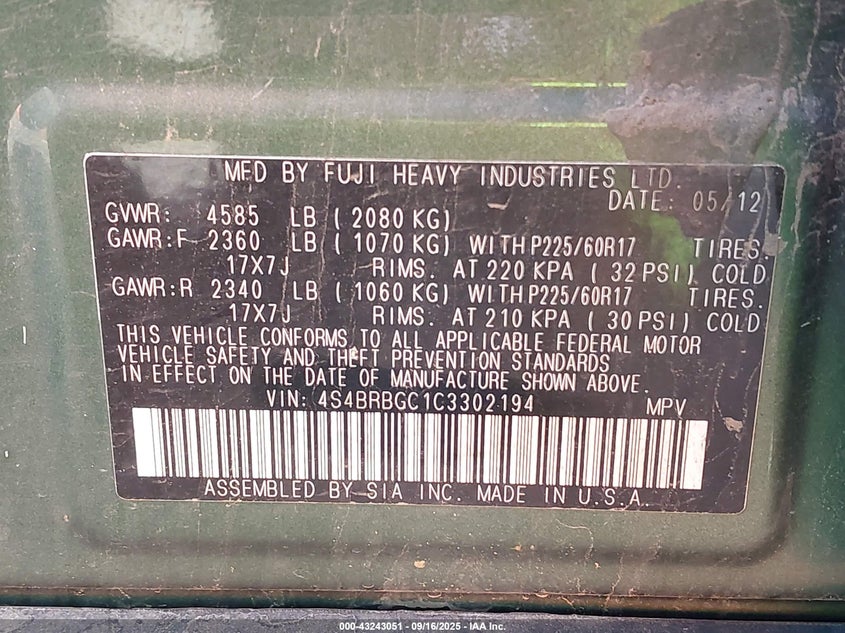 MFD BY FUJI HEAVY INDUSTRIES LTD.
DATE: 05/12
GVWR: 4585 LB ( 2080 KG)
GAWR:F 2360 LB ( 1070 KG) WITH P225/60R17 TIRES.
17X7J RIMS. AT 220 KPA ( 32 PSI) COLD
GAWR:R 2340 LB ( 1060 KG) WITH P225/60R17 TIRES.
17X7J RIMS. AT 210 KPA ( 30 PSI) COLD
THIS VEHICLE CONFORMS TO ALL APPLICABLE FEDERAL MOTOR
VEHICLE SAFETY AND THEFT PREVENTION STANDARDS
IN EFFECT ON THE DATE OF MANUFACTURE SHOWN ABOVE.
VIN: 4S4BRBGC1C3302194 MPV
ASSEMBLED BY SIA INC. MADE IN U.S.A.
000-43243051 - 09/16/2025 - IAA Inc.